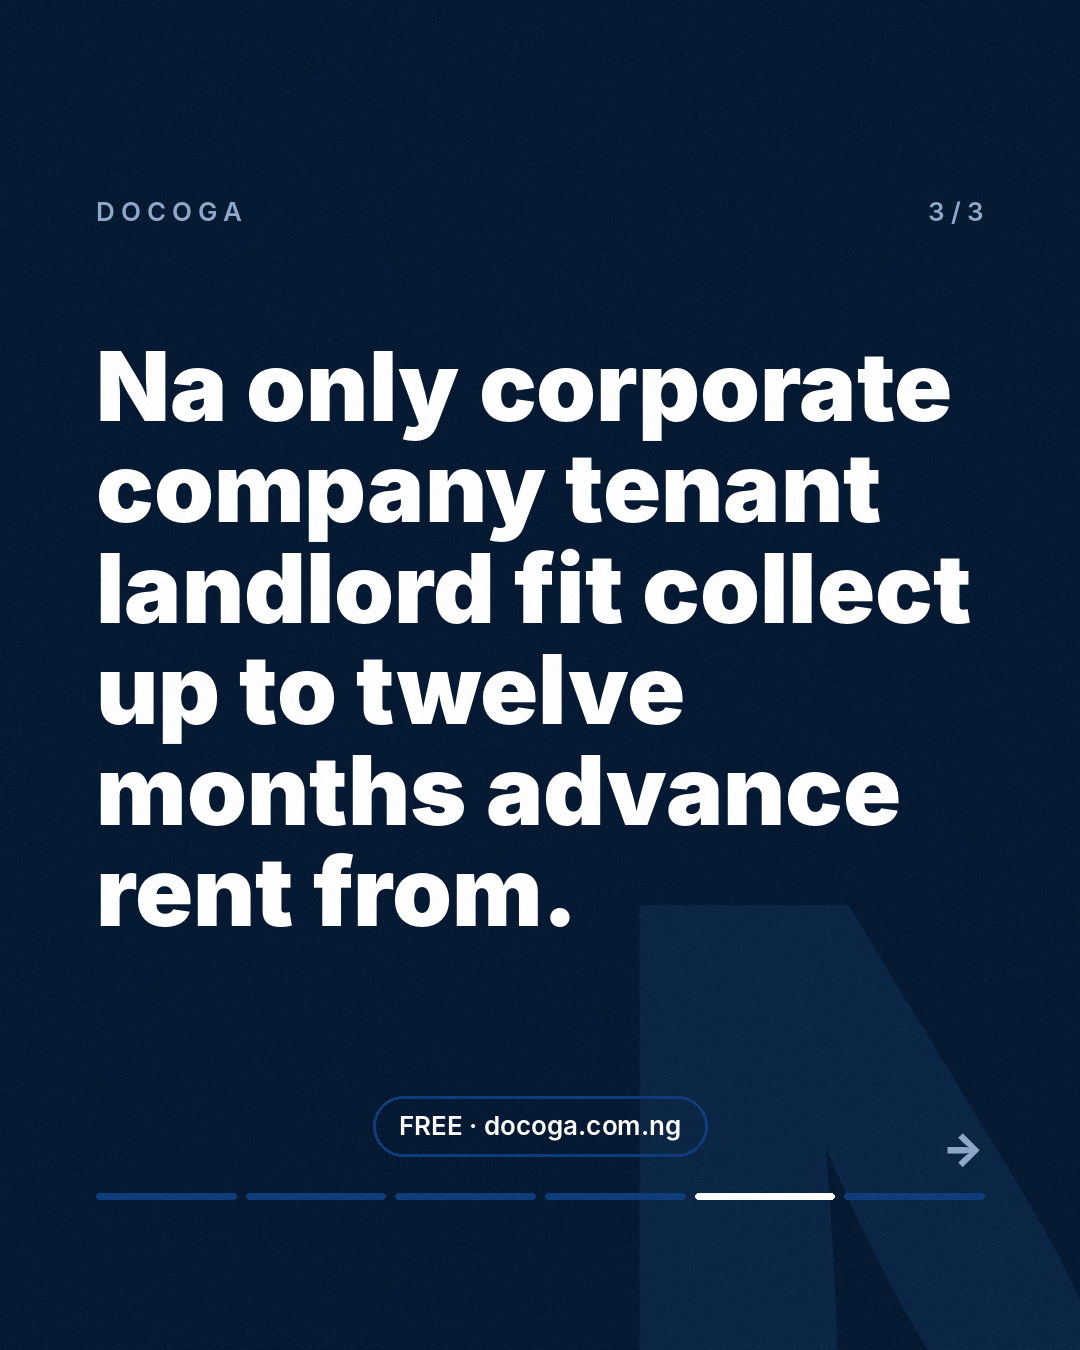 DOCOGA
3/3
Na only corporate
company tenant
landlord fit collect
up to twelve
months advance
rent from.
FREE · docoga.com.ng
→